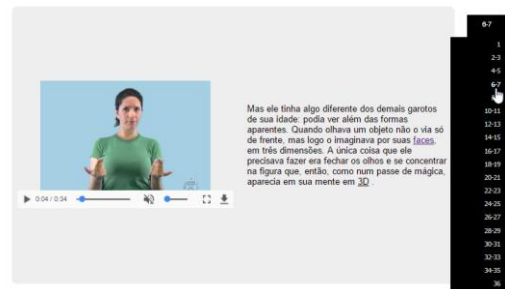 6-7
1
2-3
4-5
6-7
10-11
12-13
14-15
16-17
18-19
20-21
22-23
24-25
26-27
28-29
30-31
32-33
34-35
36
Mas ele tinha algo diferente dos demais garotos
de sua idade: podia ver além das formas
aparentes. Quando olhava um objeto não o via só
de frente, mas logo o imaginava por suas faces,
em três dimensões. A única coisa que ele
precisava fazer era fechar os olhos e se concentrar
na figura que, então, como num passe de mágica,
aparecia em sua mente em 3D .
0:04 / 0:34